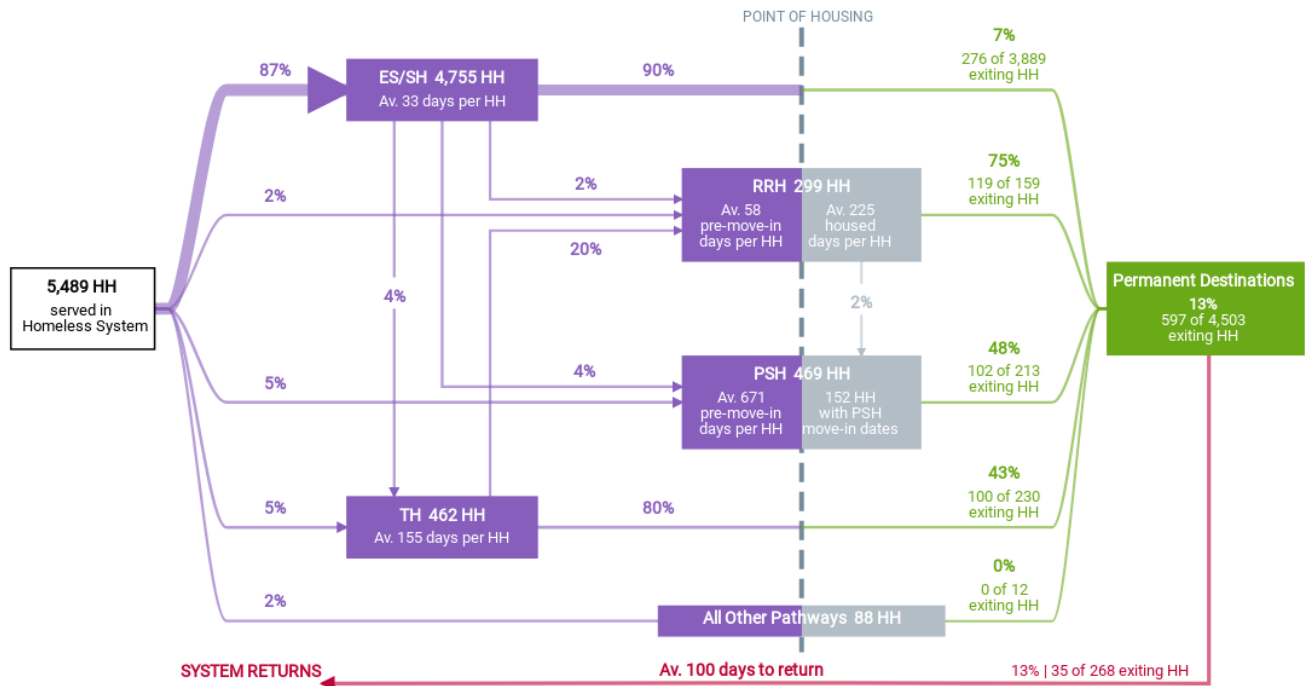 POINT OF HOUSING
87%
ES/SH 4,755 HH
Av. 33 days per HH
90%
7%
276 of 3,889
exiting HH
2%
2%
RRH 299 HH
Av. 58
pre-move-in
days per HH
Av. 225
housed
days per HH
75%
119 of 159
exiting HH
20%
5,489 HH
served in
Homeless System
4%
2%
Permanent Destinations
13%
597 of 4,503
exiting HH
5%
4%
PSH 469 HH
Av. 671
pre-move-in
days per HH
152 HH
with PSH
move-in dates
48%
102 of 213
exiting HH
5%
TH 462 HH
Av. 155 days per HH
80%
43%
100 of 230
exiting HH
2%
All Other Pathways 88 HH
0%
0 of 12
exiting HH
SYSTEM RETURNS
Av. 100 days to return
13% | 35 of 268 exiting HH